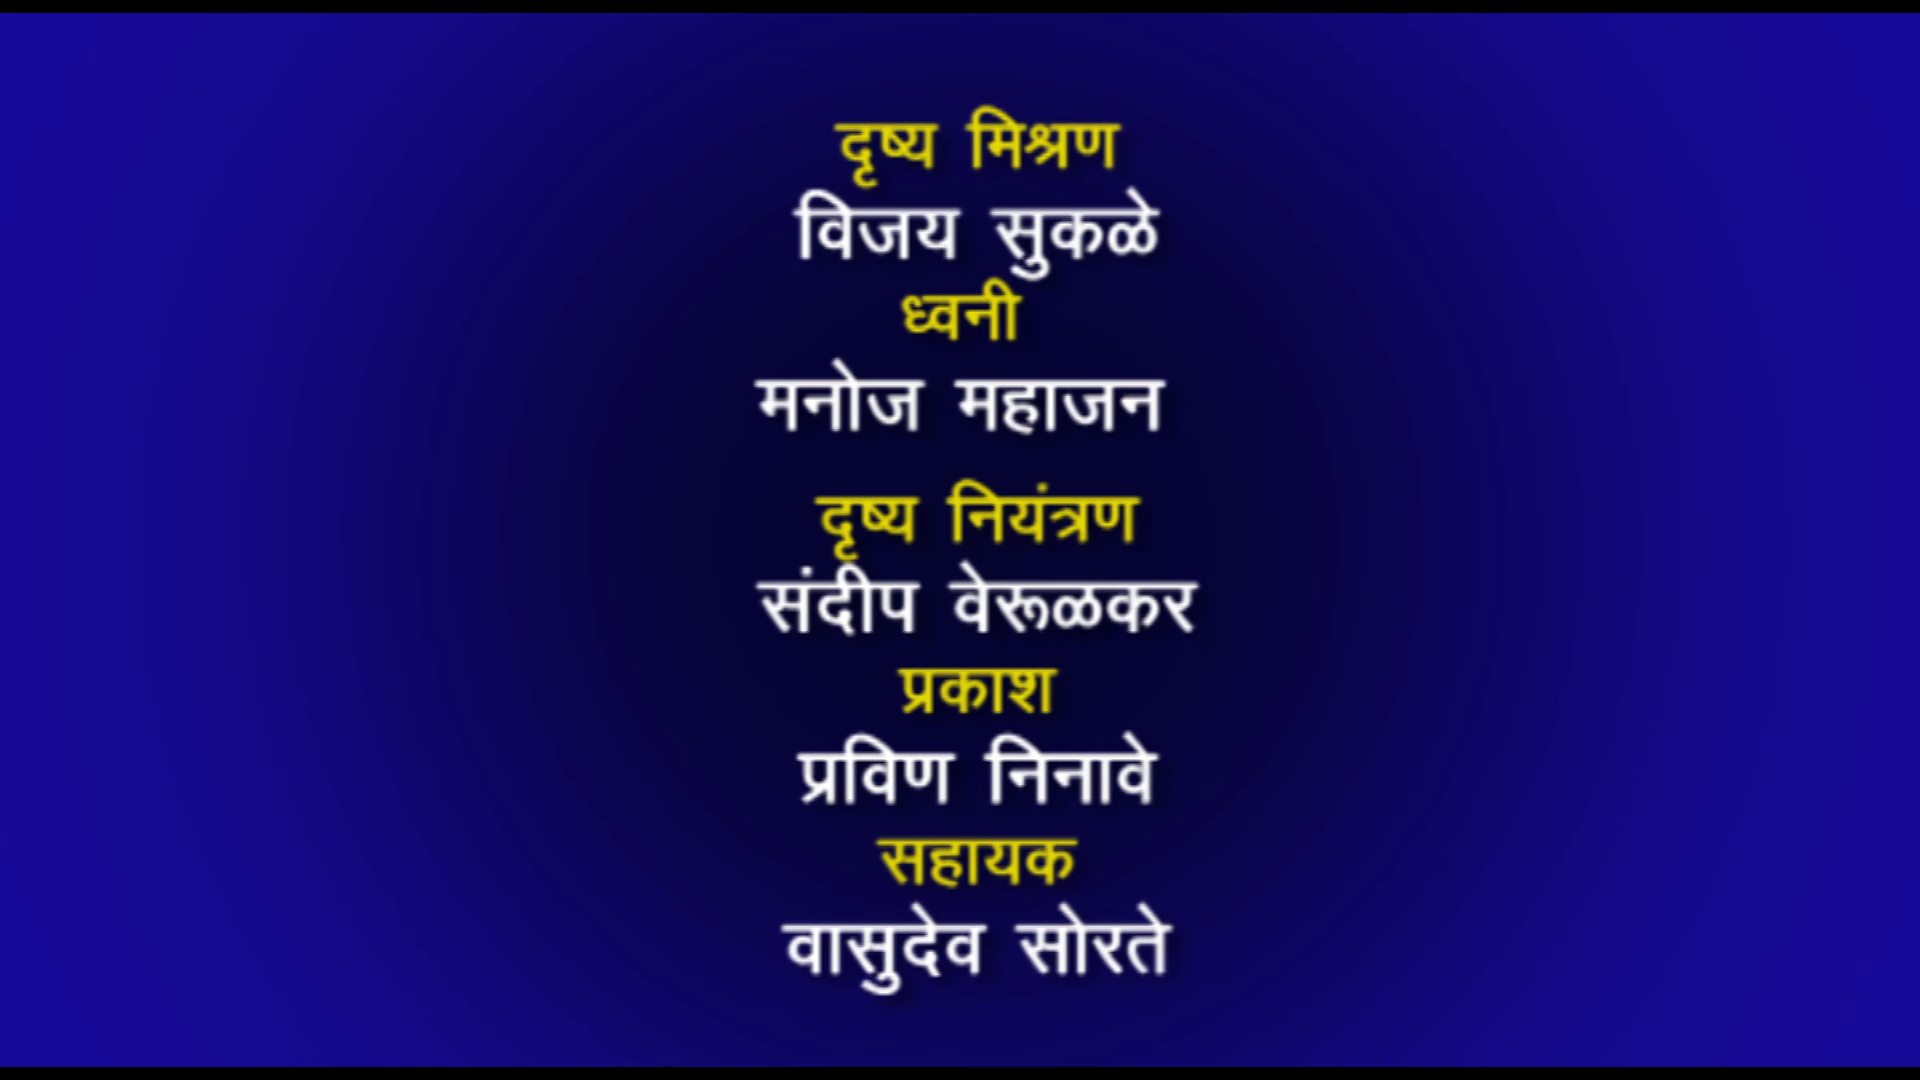 दृष्य मिश्रण
विजय सुकळे
ध्वनी
मनोज महाजन
दृष्य नियंत्रण
संदीप वेरूळकर
प्रकाश
प्रविण निनावे
सहायक
वासुदेव सोरते